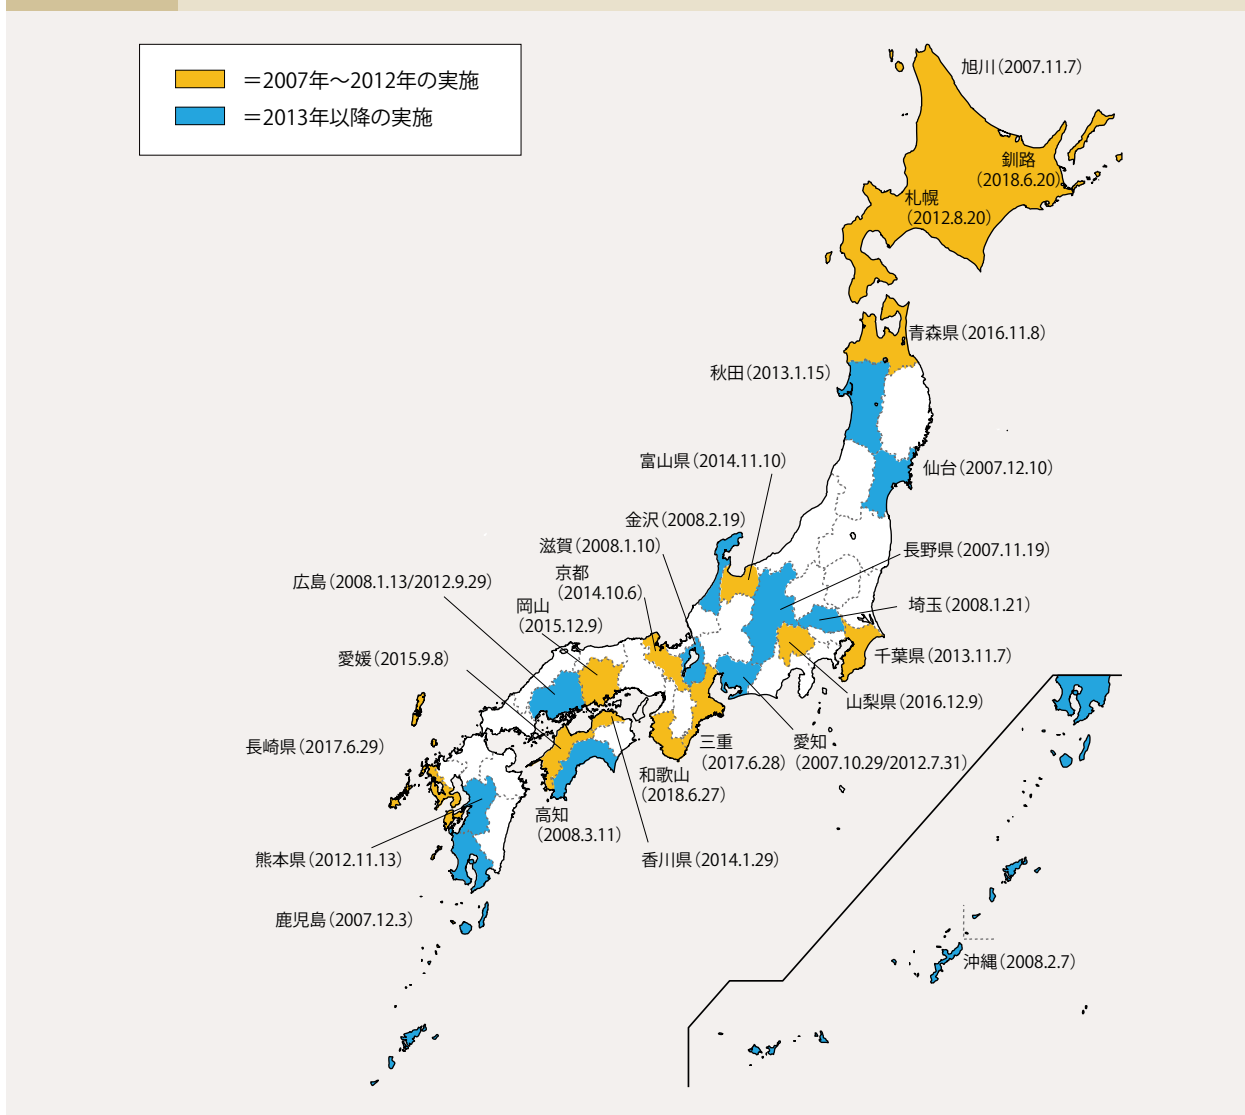 =2007年～2012年の実施
=2013年以降の実施
旭川(2007.11.7)
釧路
(2018.6.20)
札幌
(2012.8.20)
青森県(2016.11.8)
秋田(2013.1.15)
富山県(2014.11.10)
仙台(2007.12.10)
金沢(2008.2.19)
滋賀(2008.1.10)
長野県(2007.11.19)
京都
(2014.10.6)
広島(2008.1.13/2012.9.29)
岡山
(2015.12.9)
埼玉(2008.1.21)
愛媛(2015.9.8)
千葉県(2013.11.7)
山梨県(2016.12.9)
長崎県(2017.6.29)
三重
(2017.6.28)
愛知
(2007.10.29/2012.7.31)
和歌山
(2018.6.27)
高知
(2008.3.11)
熊本県(2012.11.13)
香川県(2014.1.29)
鹿児島(2007.12.3)
沖縄(2008.2.7)